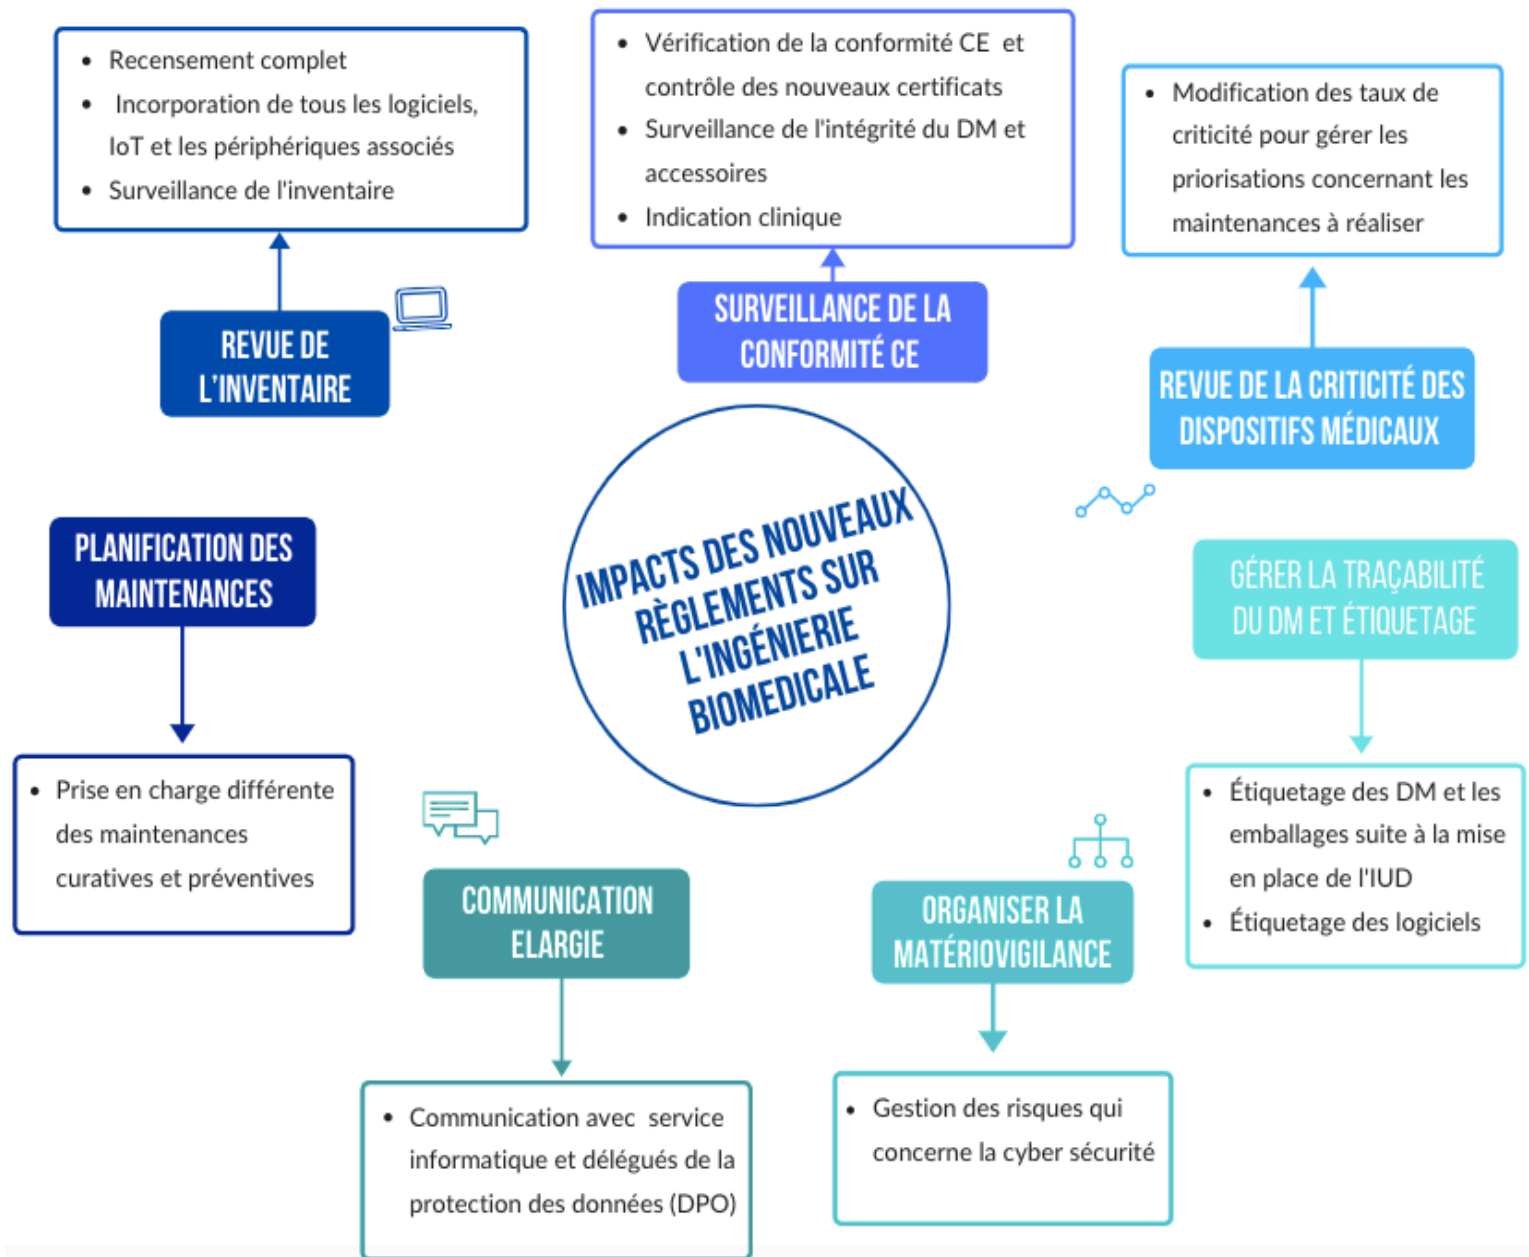 • Recensement complet
• Incorporation de tous les logiciels,
IoT et les périphériques associés
• Surveillance de l'inventaire
REVUE DE
L'INVENTAIRE
• Vérification de la conformité CE et
contrôle des nouveaux certificats
• Surveillance de l'intégrité du DM et
accessoires
• Indication clinique
SURVEILLANCE DE LA
CONFORMITÉ CE
• Modification des taux de
criticité pour gérer les
priorisations concernant les
maintenances à réaliser
REVUE DE LA CRITICITÉ DES
DISPOSITIFS MÉDICAUX
IMPACTS DES NOUVEAUX
RÈGLEMENTS SUR
L'INGÉNIERIE
BIOMEDICALE
PLANIFICATION DES
MAINTENANCES
• Prise en charge différente
des maintenances
curatives et préventives
COMMUNICATION
ELARGIE
• Communication avec service
informatique et délégués de la
protection des données (DPO)
ORGANISER LA
MATÉRIOVIGILANCE
• Gestion des risques qui
concerne la cyber sécurité
GÉRER LA TRAÇABILITÉ
DU DM ET ÉTIQUETAGE
• Étiquetage des DM et les
emballages suite à la mise
en place de l'IUD
• Étiquetage des logiciels